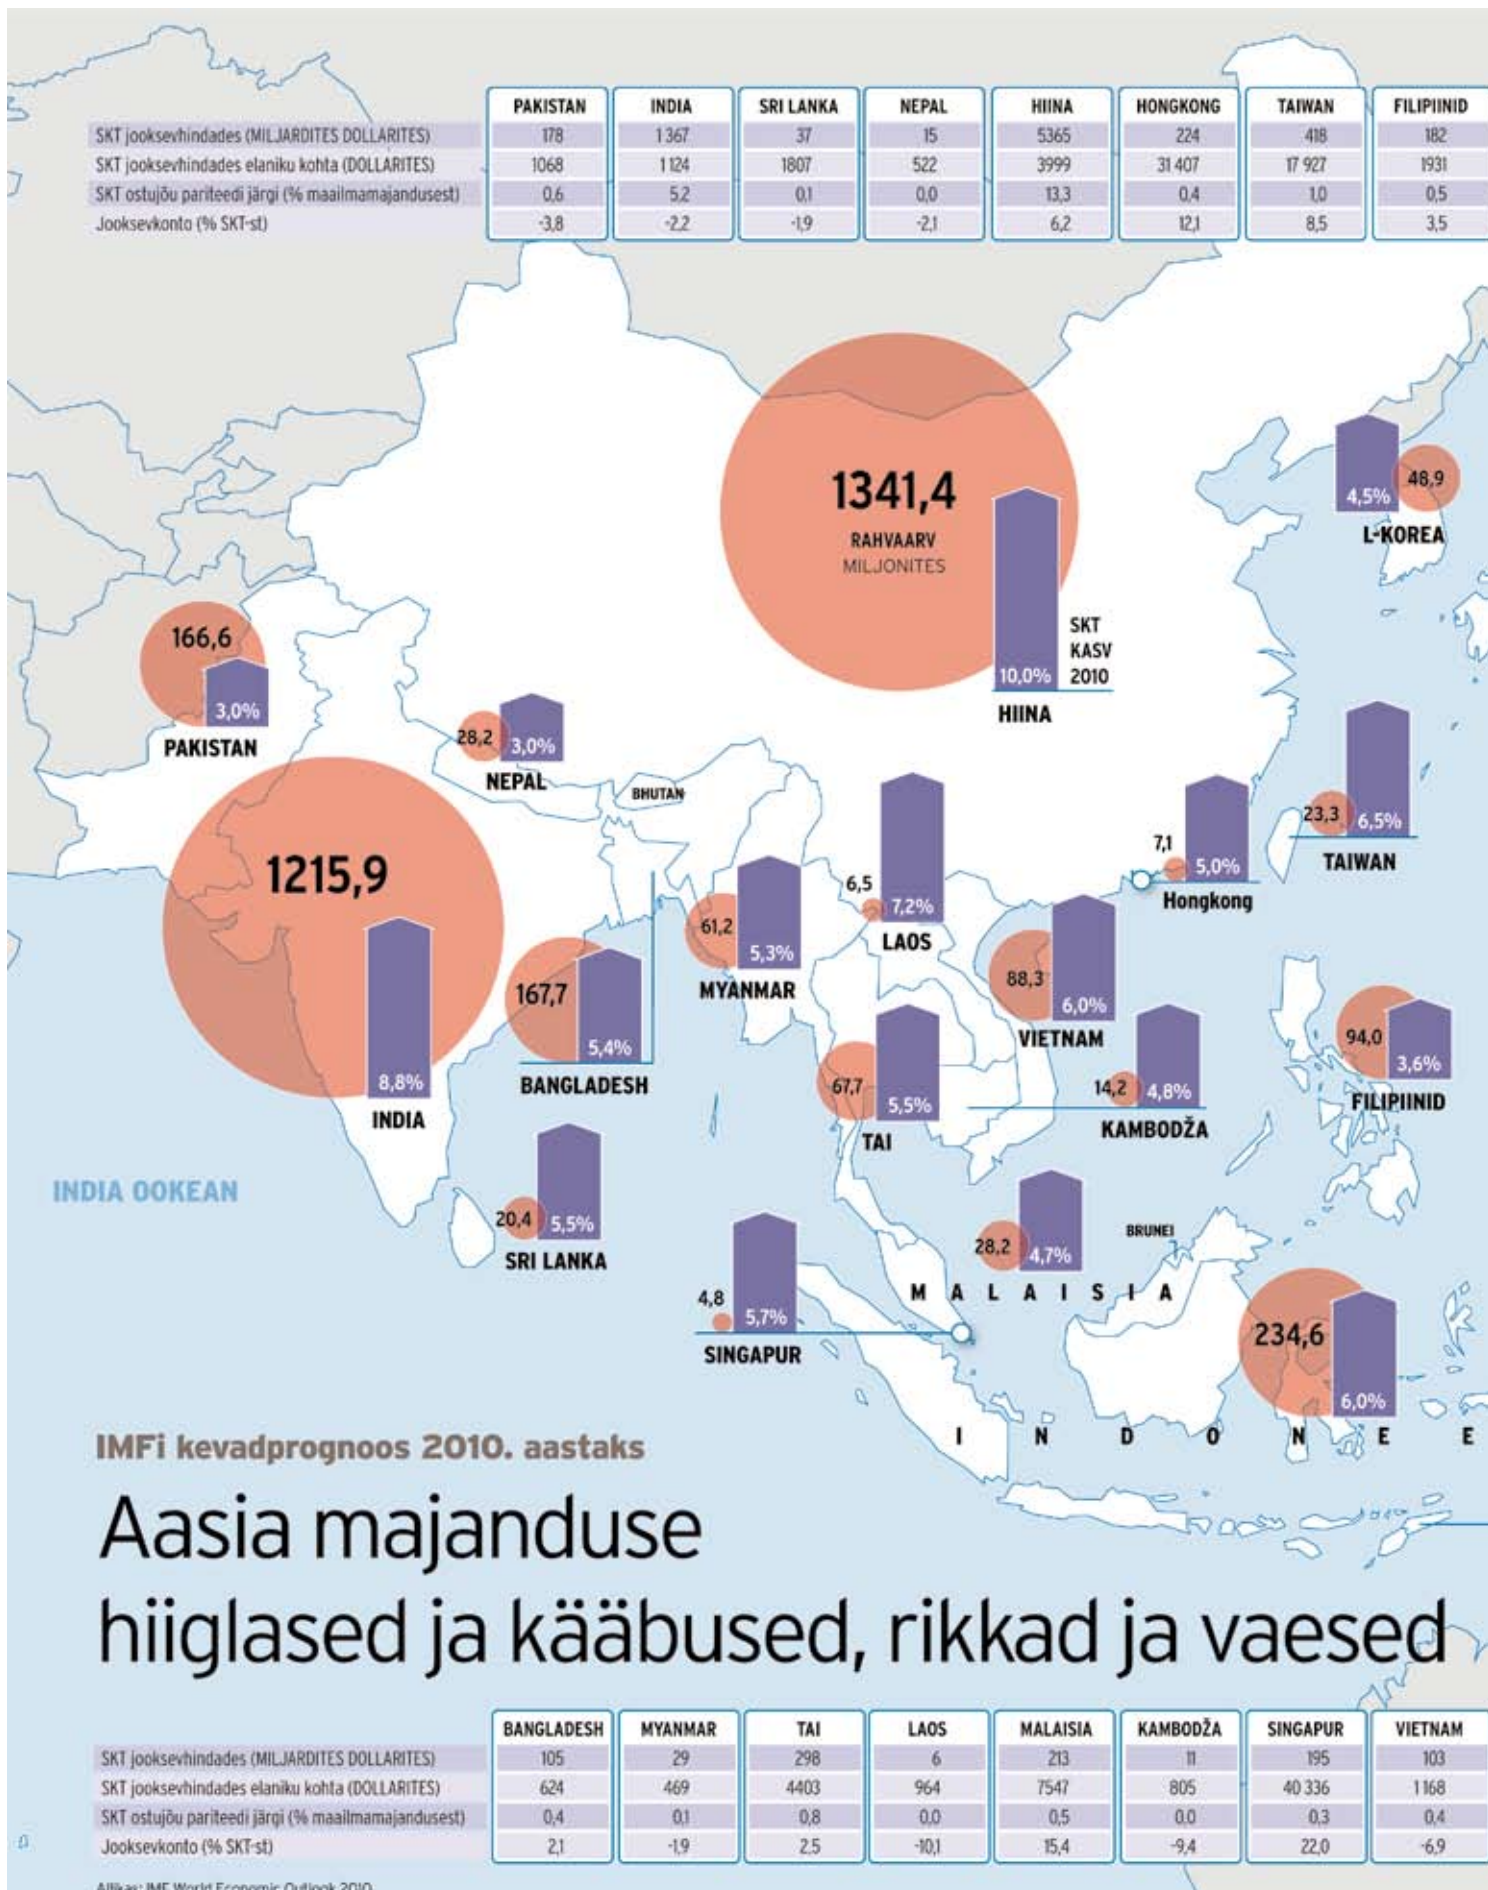 PAKISTAN INDIA SRI LANKA NEPAL HIINA HONGKONG TAIWAN FILIPIINID
SKT jooksevhindades (MILJARDITES DOLLARITES) 178 1 367 37 15 5365 224 418 182
SKT jooksevhindades elaniku kohta (DOLLARITES) 1068 1 124 1807 522 3999 31 407 17 927 1931
SKT ostujõu pariteedi järgi (% maailmamajandusest) 0,6 5,2 0,1 0,0 13,3 0,4 1,0 0,5
Jooksevkonto (% SKT-st) -3,8 -2,2 -1,9 -2,1 6,2 12,1 8,5 3,5
1341,4
RAHVAARV
MILJONITES
10,0%
SKT
KASV
2010
HIINA
4,5%
48,9
L-KOREA
166,6
3,0%
PAKISTAN
28,2
3,0%
NEPAL
BHUTAN
23,3
6,5%
TAIWAN
7,1
5,0%
Hongkong
1215,9
8,8%
INDIA
6,5
7,2%
LAOS
61,2
5,3%
MYANMAR
167,7
5,4%
BANGLADESH
88,3
6,0%
VIETNAM
94,0
3,6%
FILIPIINID
67,7
5,5%
TAI
14,2
4,8%
KAMBODŽA
INDIA OOKEAN
20,4
5,5%
SRI LANKA
28,2
4,7%
BRUNEI
MALAISIA
4,8
5,7%
SINGAPUR
234,6
6,0%
I N D O N E E
IMFi kevadprognoos 2010. aastaks
Aasia majanduse
hiiglased ja kääbused, rikkad ja vaesed
BANGLADESH MYANMAR TAI LAOS MALAISIA KAMBODŽA SINGAPUR VIETNAM
SKT jooksevhindades (MILJARDITES DOLLARITES) 105 29 298 6 213 11 195 103
SKT jooksevhindades elaniku kohta (DOLLARITES) 624 469 4403 964 7547 805 40 336 1 168
SKT ostujõu pariteedi järgi (% maailmamajandusest) 0,4 0,1 0,8 0,0 0,5 0,0 0,3 0,4
Jooksevkonto (% SKT-st) 2,1 -1,9 2,5 -10,1 15,4 -9,4 22,0 -6,9
Allikas: IMF World Economic Outlook 2010